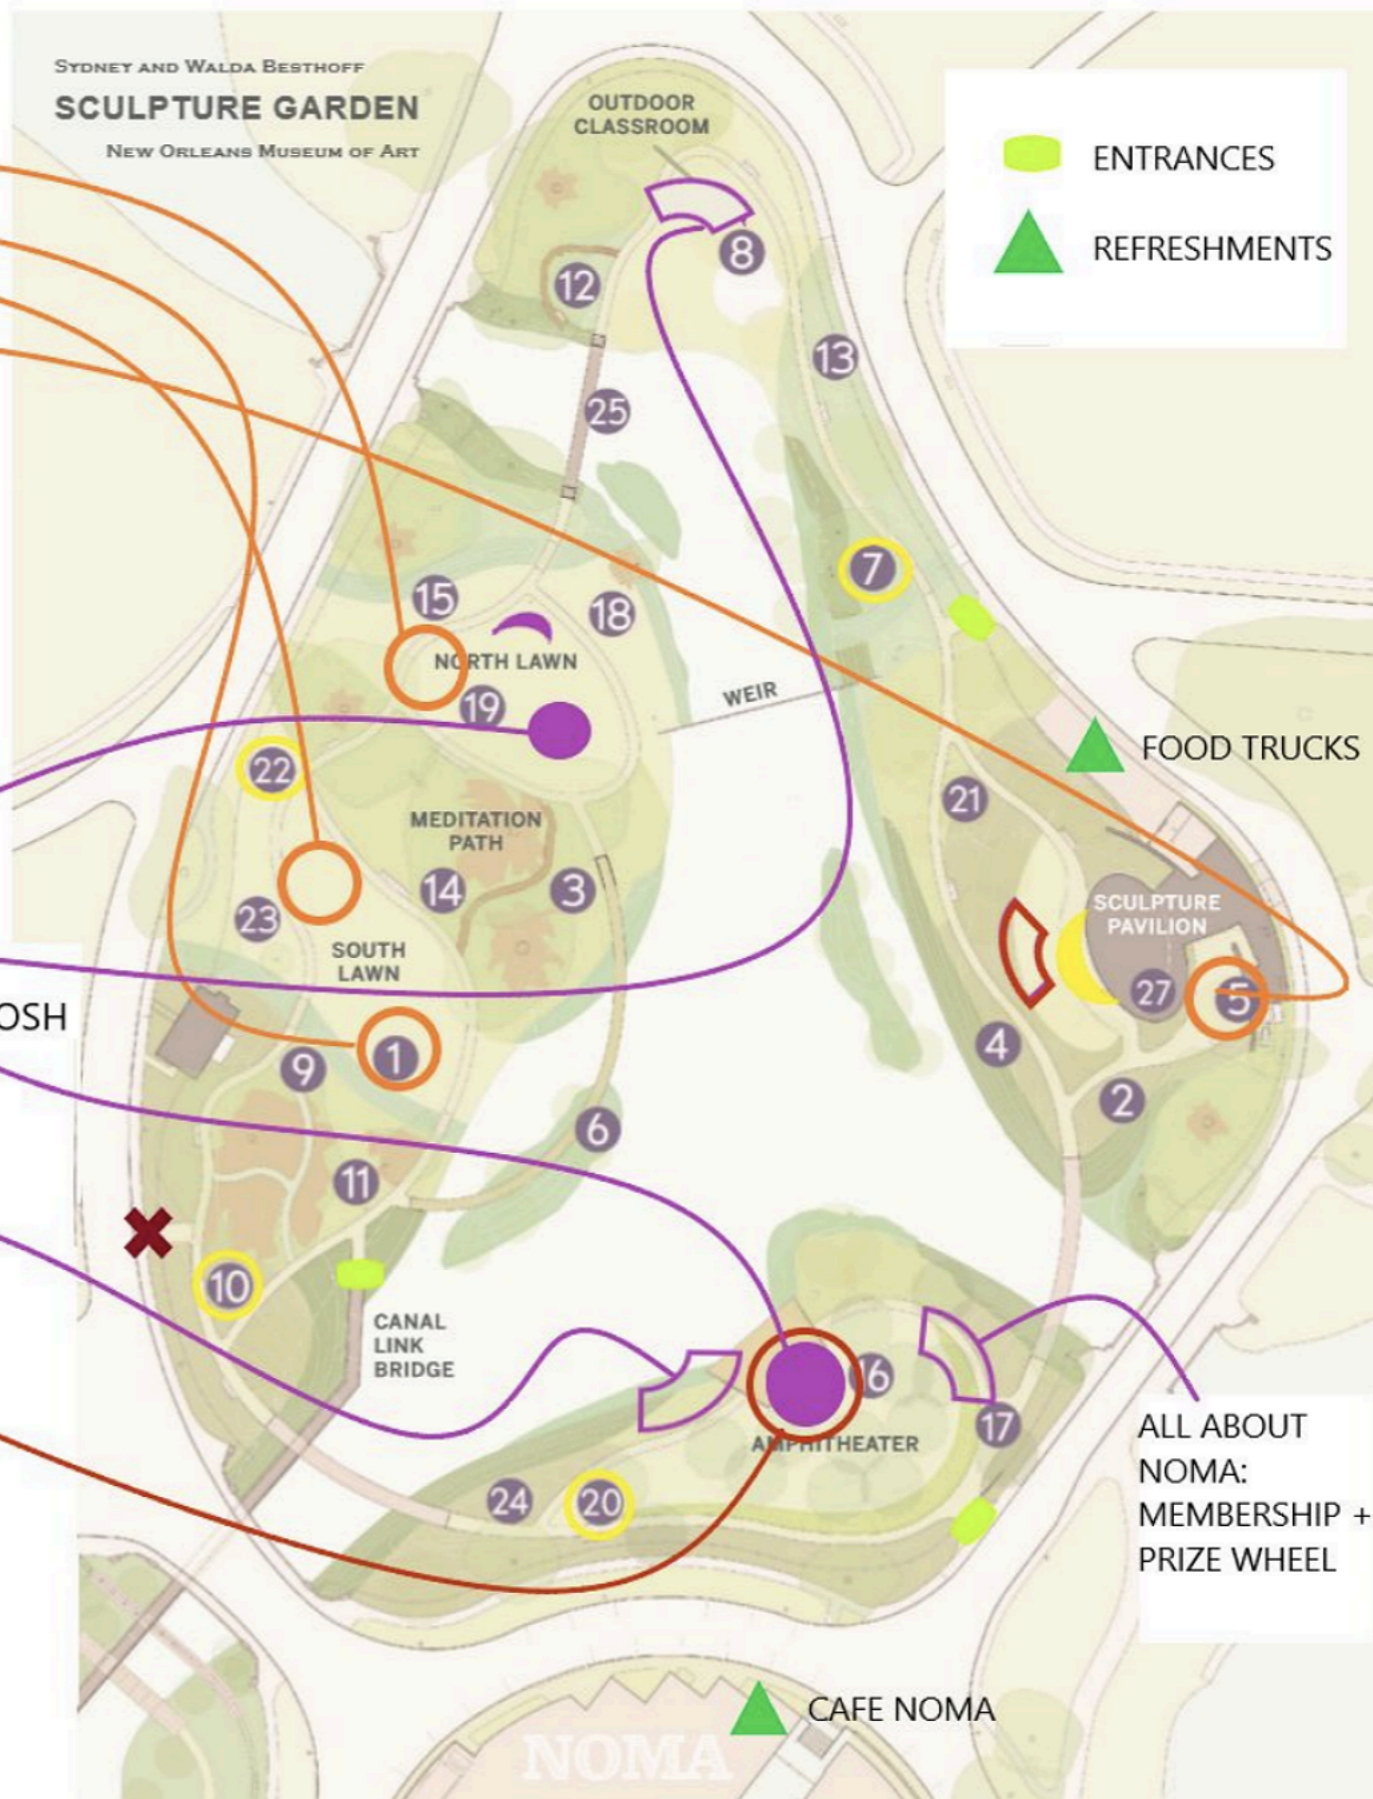 SYDNEY AND WALDA BESTHOFF
SCULPTURE GARDEN
NEW ORLEANS MUSEUM OF ART
ENTRANCES
REFRESHMENTS
OUTDOOR
CLASSROOM
8
12
13
25
7
15
18
NORTH LAWN
19
WEIR
FOOD TRUCKS
22
21
MEDITATION
PATH
14
3
23
SOUTH
LAWN
SCULPTURE
PAVILION
27
5
OSH
1
9
4
2
6
11
10
CANAL
LINK
BRIDGE
16
17
AMPHITHEATER
24
20
ALL ABOUT
NOMA:
MEMBERSHIP +
PRIZE WHEEL
CAFE NOMA
NOMA